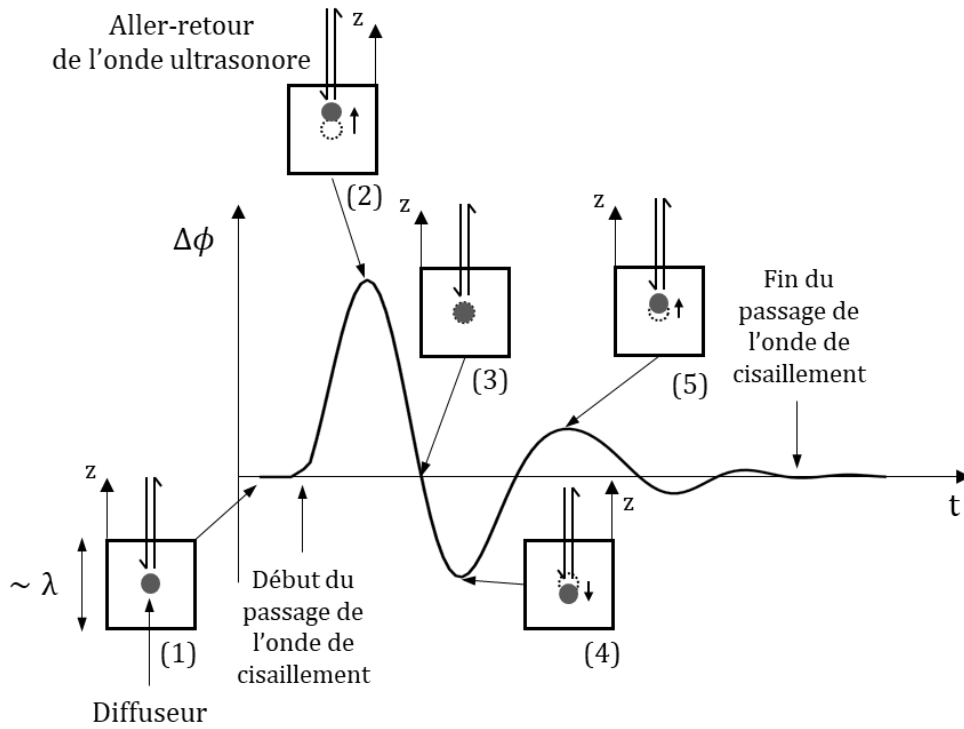 Aller-retour
de l'onde ultrasonore
z
(2)
Δϕ
z
(3)
z
(5)
Fin du
passage de
l'onde de
cisaillement
z
z
t
~ λ
(1)
Début du
passage de
l'onde de
cisaillement
(4)
Diffuseur